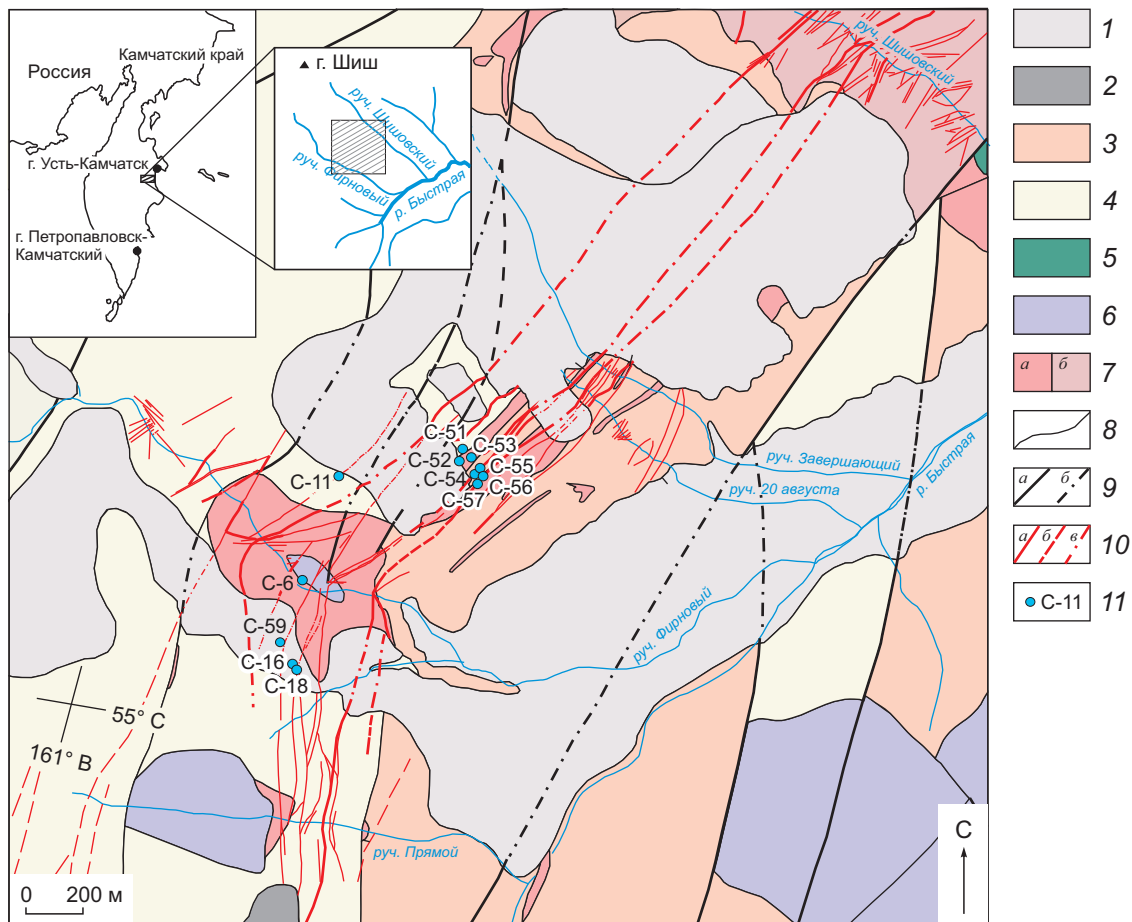 Россия
Камчатский край
г. Усть-Камчатск
г. Петропавловск-
Камчатский
г. Шиш
руч. Шишовский
руч. Фирновый
р. Быстрая
руч. Шишовский
С-51
С-53
С-52
С-55
С-54
С-56
С-57
С-11
С-6
С-59
С-16
С-18
руч. Завершающий
руч. 20 августа
р. Быстрая
руч. Фирновый
руч. Прямой
55° С
161° В
0 200 м
С
1
2
3
4
5
6
а б 7
8
а б 9
а б в 10
С-11 11